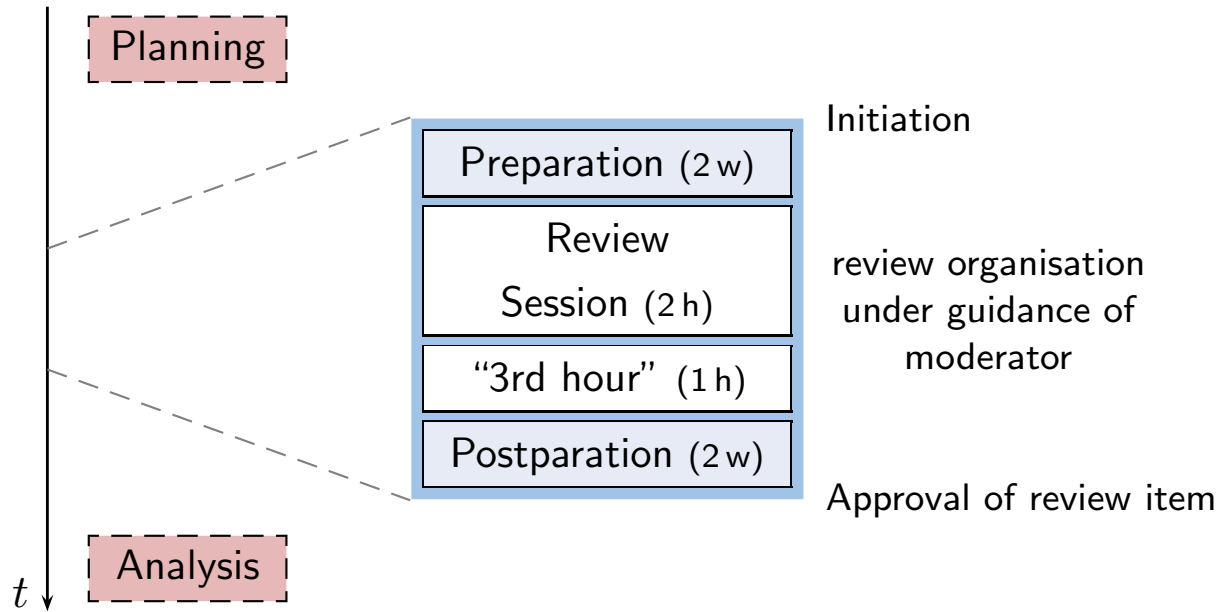 Planning
Initiation
Preparation (2 w)
Review
Session (2 h)
review organisation
under guidance of
moderator
“3rd hour” (1 h)
Postparation (2 w)
Approval of review item
Analysis
t